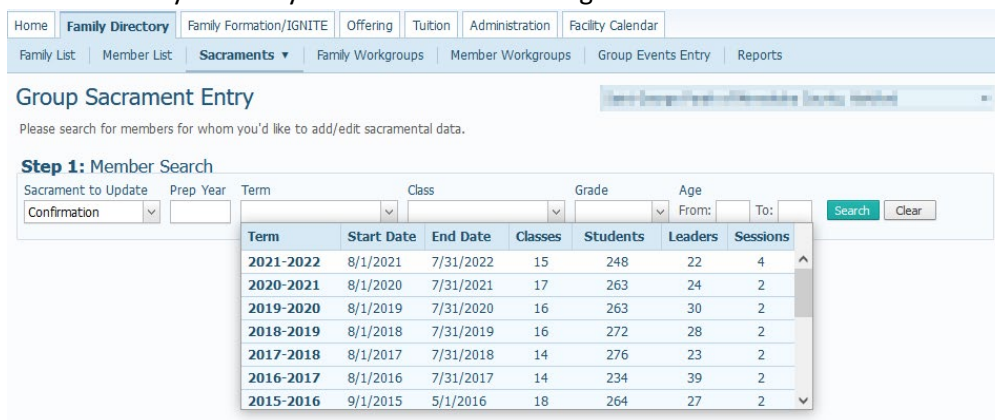 Home Family Directory Family Formation/IGNITE Offering Tuition Administration Facility Calendar
Family List Member List Sacraments ▼ Family Workgroups Member Workgroups Group Events Entry Reports
Group Sacrament Entry
Please search for members for whom you'd like to add/edit sacramental data.
Step 1: Member Search
Sacrament to Update Prep Year Term Class Grade Age
Confirmation From: To: Search Clear
Term Start Date End Date Classes Students Leaders Sessions
2021-2022 8/1/2021 7/31/2022 15 248 22 4
2020-2021 8/1/2020 7/31/2021 17 263 24 2
2019-2020 8/1/2019 7/31/2020 16 263 30 2
2018-2019 8/1/2018 7/31/2019 16 272 28 2
2017-2018 8/1/2017 7/31/2018 14 276 23 2
2016-2017 8/1/2016 7/31/2017 14 234 39 2
2015-2016 9/1/2015 5/1/2016 18 264 27 2